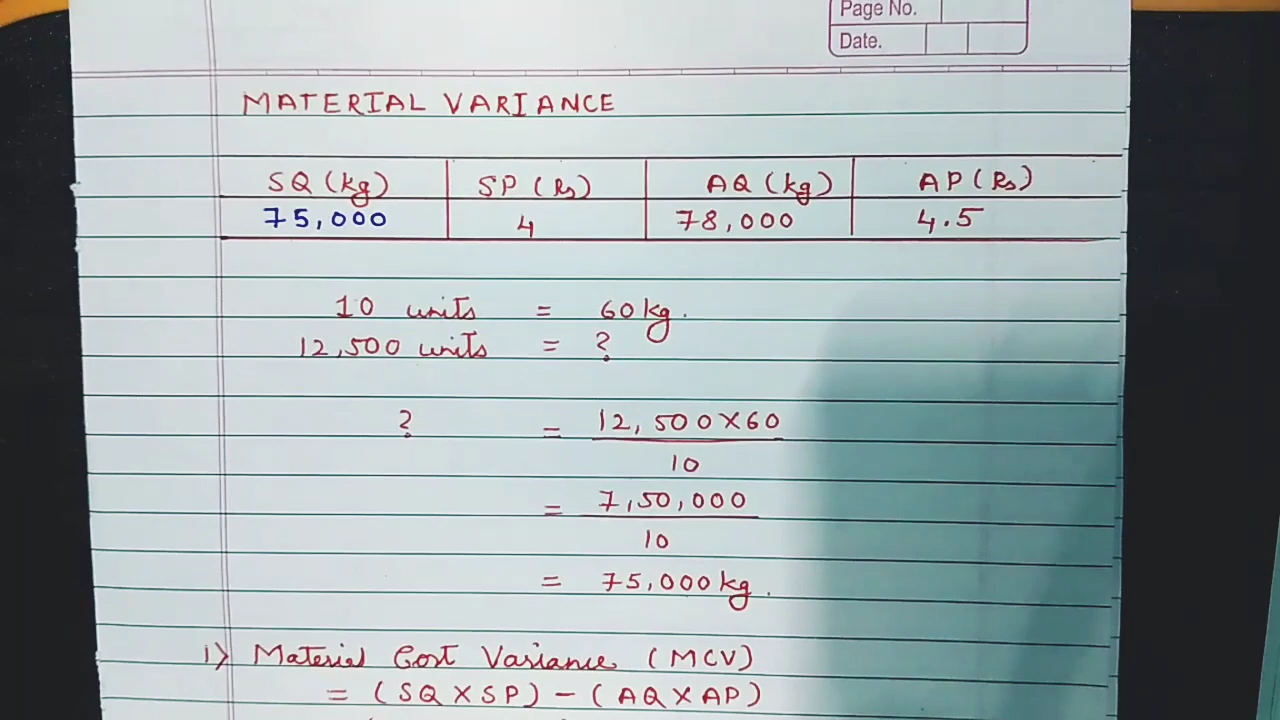 Page No.
Date.
MATERIAL VARIANCE
SQ (kg) SP (Rs) AQ (kg) AP (Rs)
75,000 4 78,000 4.5
10 units = 60 kg.
12,500 units = ?
? = 12,500 X 60
10
= 7,50,000
10
= 75,000 kg.
1) Material Cost Variance (MCV)
= (SQ X SP) - (AQ X AP)